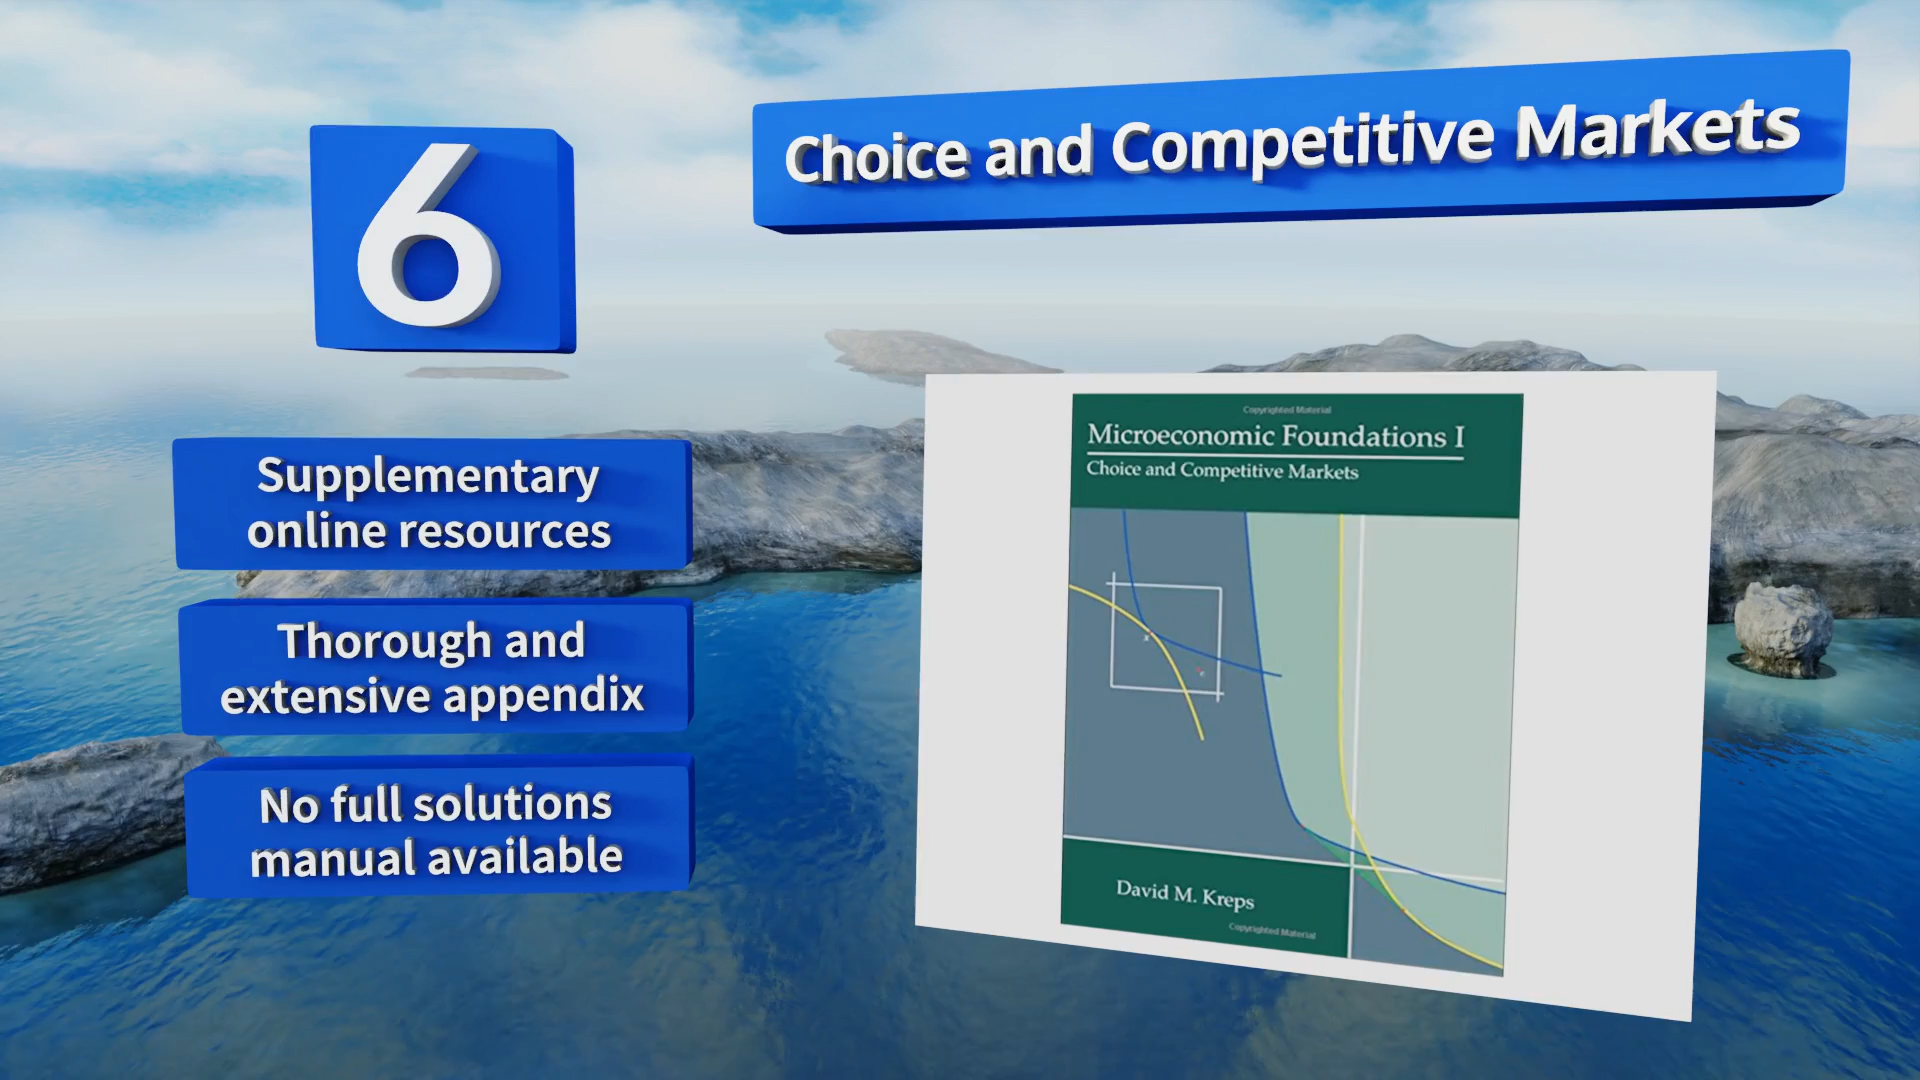 6
Choice and Competitive Markets
Supplementary
online resources
Thorough and
extensive appendix
No full solutions
manual available
Copyrighted Material
Microeconomic Foundations I
Choice and Competitive Markets
x
x
David M. Kreps
Copyrighted Material